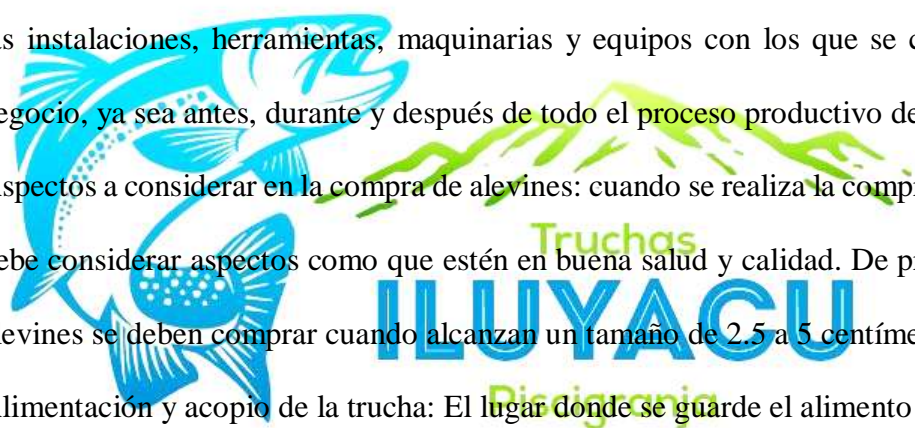 as instalaciones, herramientas, maquinarias y equipos con los que se
egocio, ya sea antes, durante y después de todo el proceso productivo de
aspectos a considerar en la compra de alevines: cuando se realiza la compr
ebe considerar aspectos como que estén en buena salud y calidad. De pr
levines se deben comprar cuando alcanzan un tamaño de 2.5 a 5 centíme
alimentación y acopio de la trucha: El lugar donde se guarde el alimento
Truchas
ILUYACU
Piscigranja